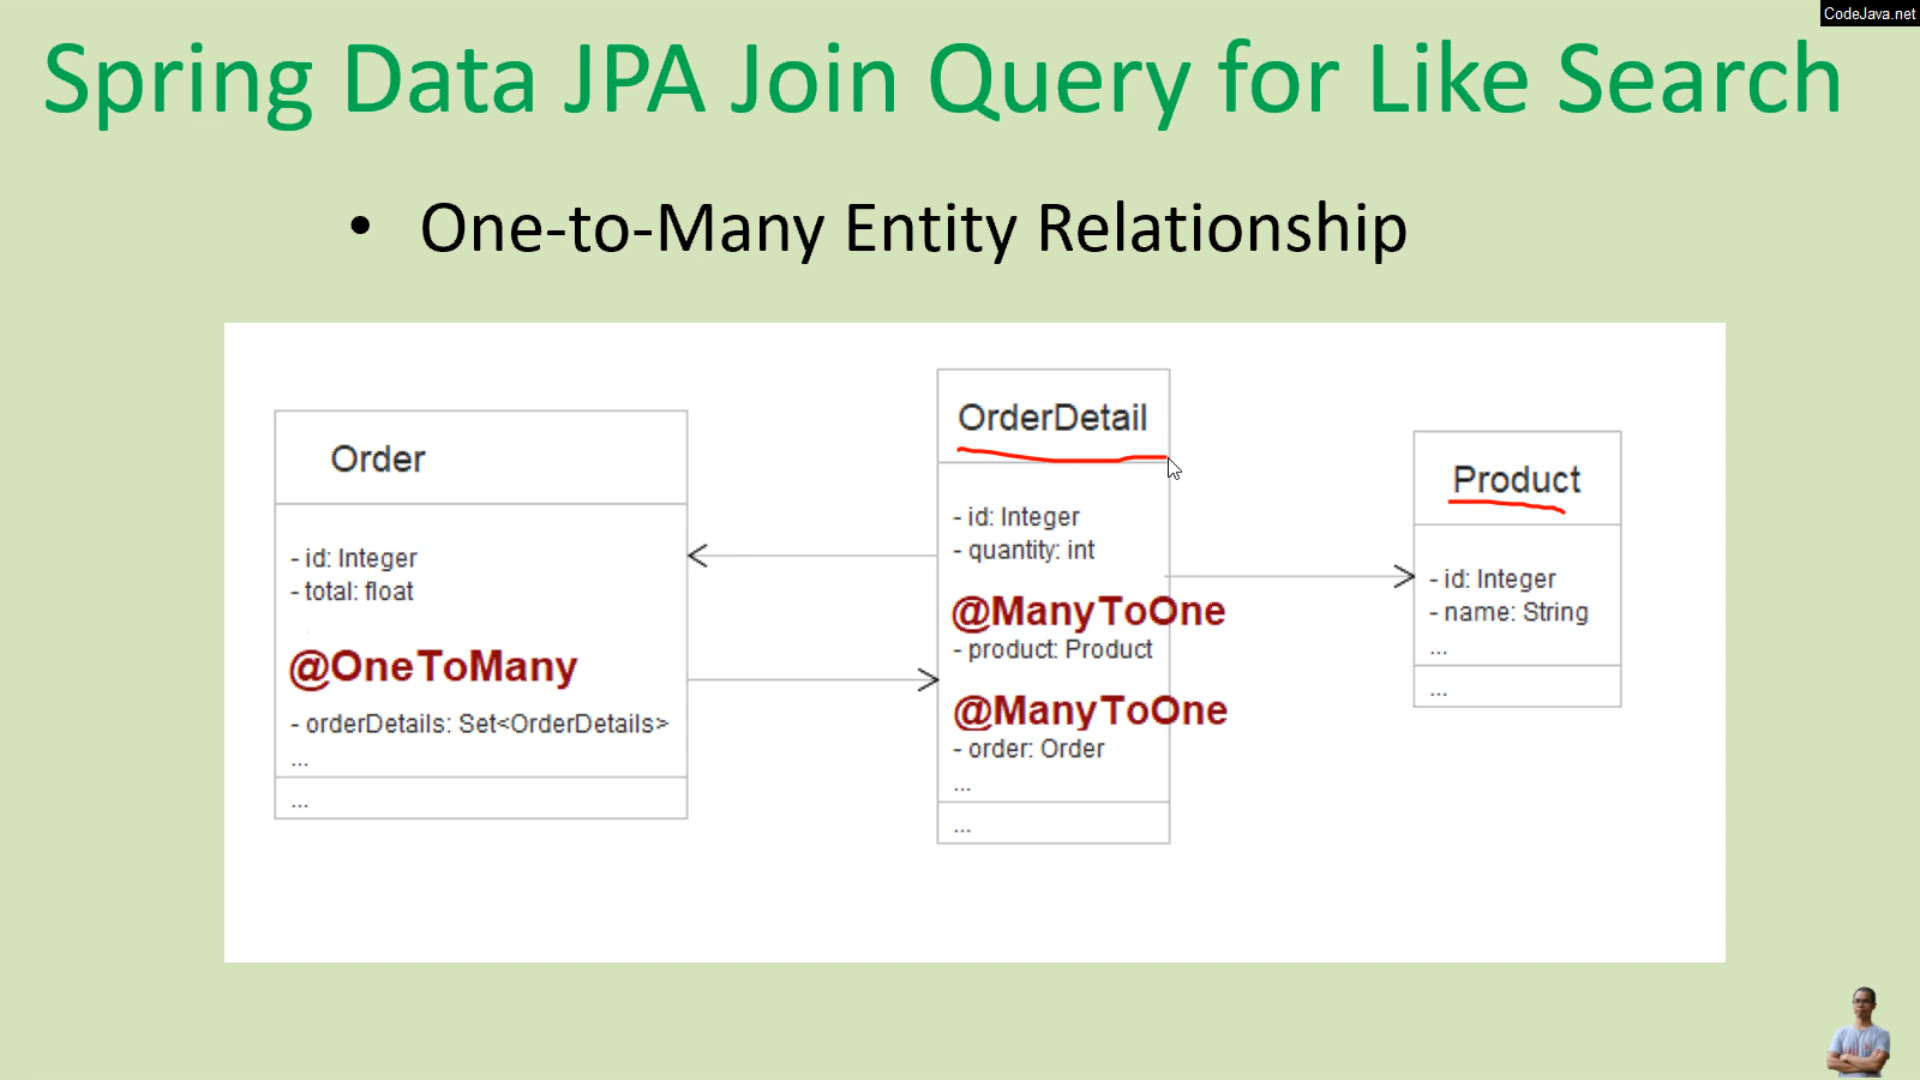 CodeJava.net
Spring Data JPA Join Query for Like Search
• One-to-Many Entity Relationship
Order
- id: Integer
- total: float
@OneToMany
- orderDetails: Set<OrderDetails>
...
...
OrderDetail
- id: Integer
- quantity: int
@ManyToOne
- product: Product
@ManyToOne
- order: Order
...
...
Product
- id: Integer
- name: String
...
...